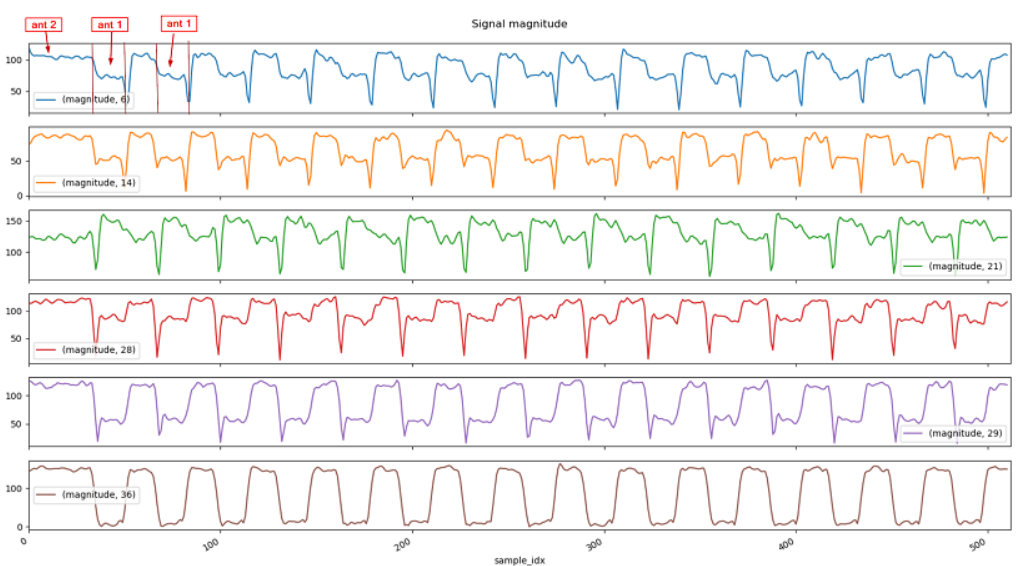 Signal magnitude
ant 2
ant 1
ant 1
100
50
(magnitude, 6)
50
0
(magnitude, 14)
150
100
(magnitude, 21)
100
50
(magnitude, 28)
100
50
(magnitude, 29)
100
0
(magnitude, 36)
0
100
200
300
400
500
sample_idx